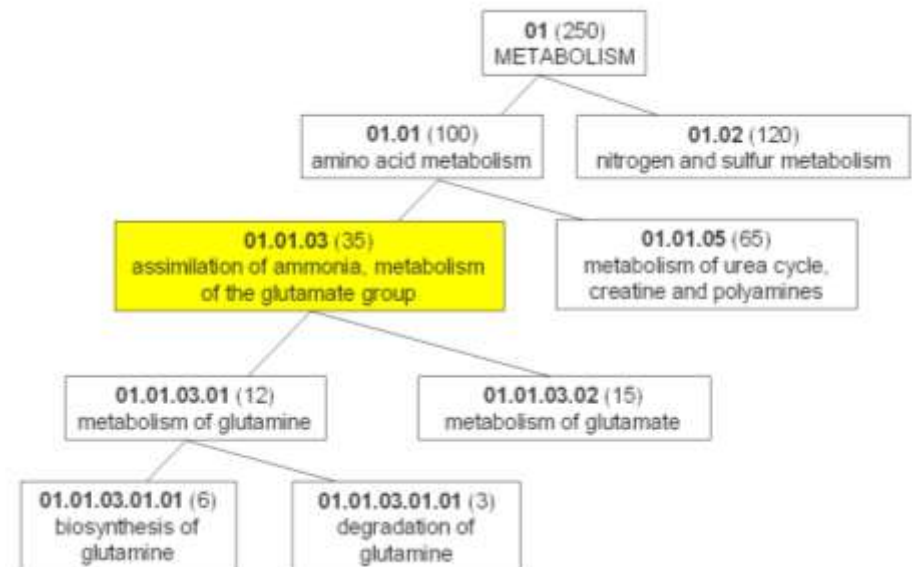 01 (250)
METABOLISM
01.01 (100)
amino acid metabolism
01.02 (120)
nitrogen and sulfur metabolism
01.01.03 (35)
assimilation of ammonia, metabolism
of the glutamate group
01.01.05 (65)
metabolism of urea cycle,
creatine and polyamines
01.01.03.01 (12)
metabolism of glutamine
01.01.03.02 (15)
metabolism of glutamate
01.01.03.01.01 (6)
biosynthesis of
glutamine
01.01.03.01.01 (3)
degradation of
glutamine